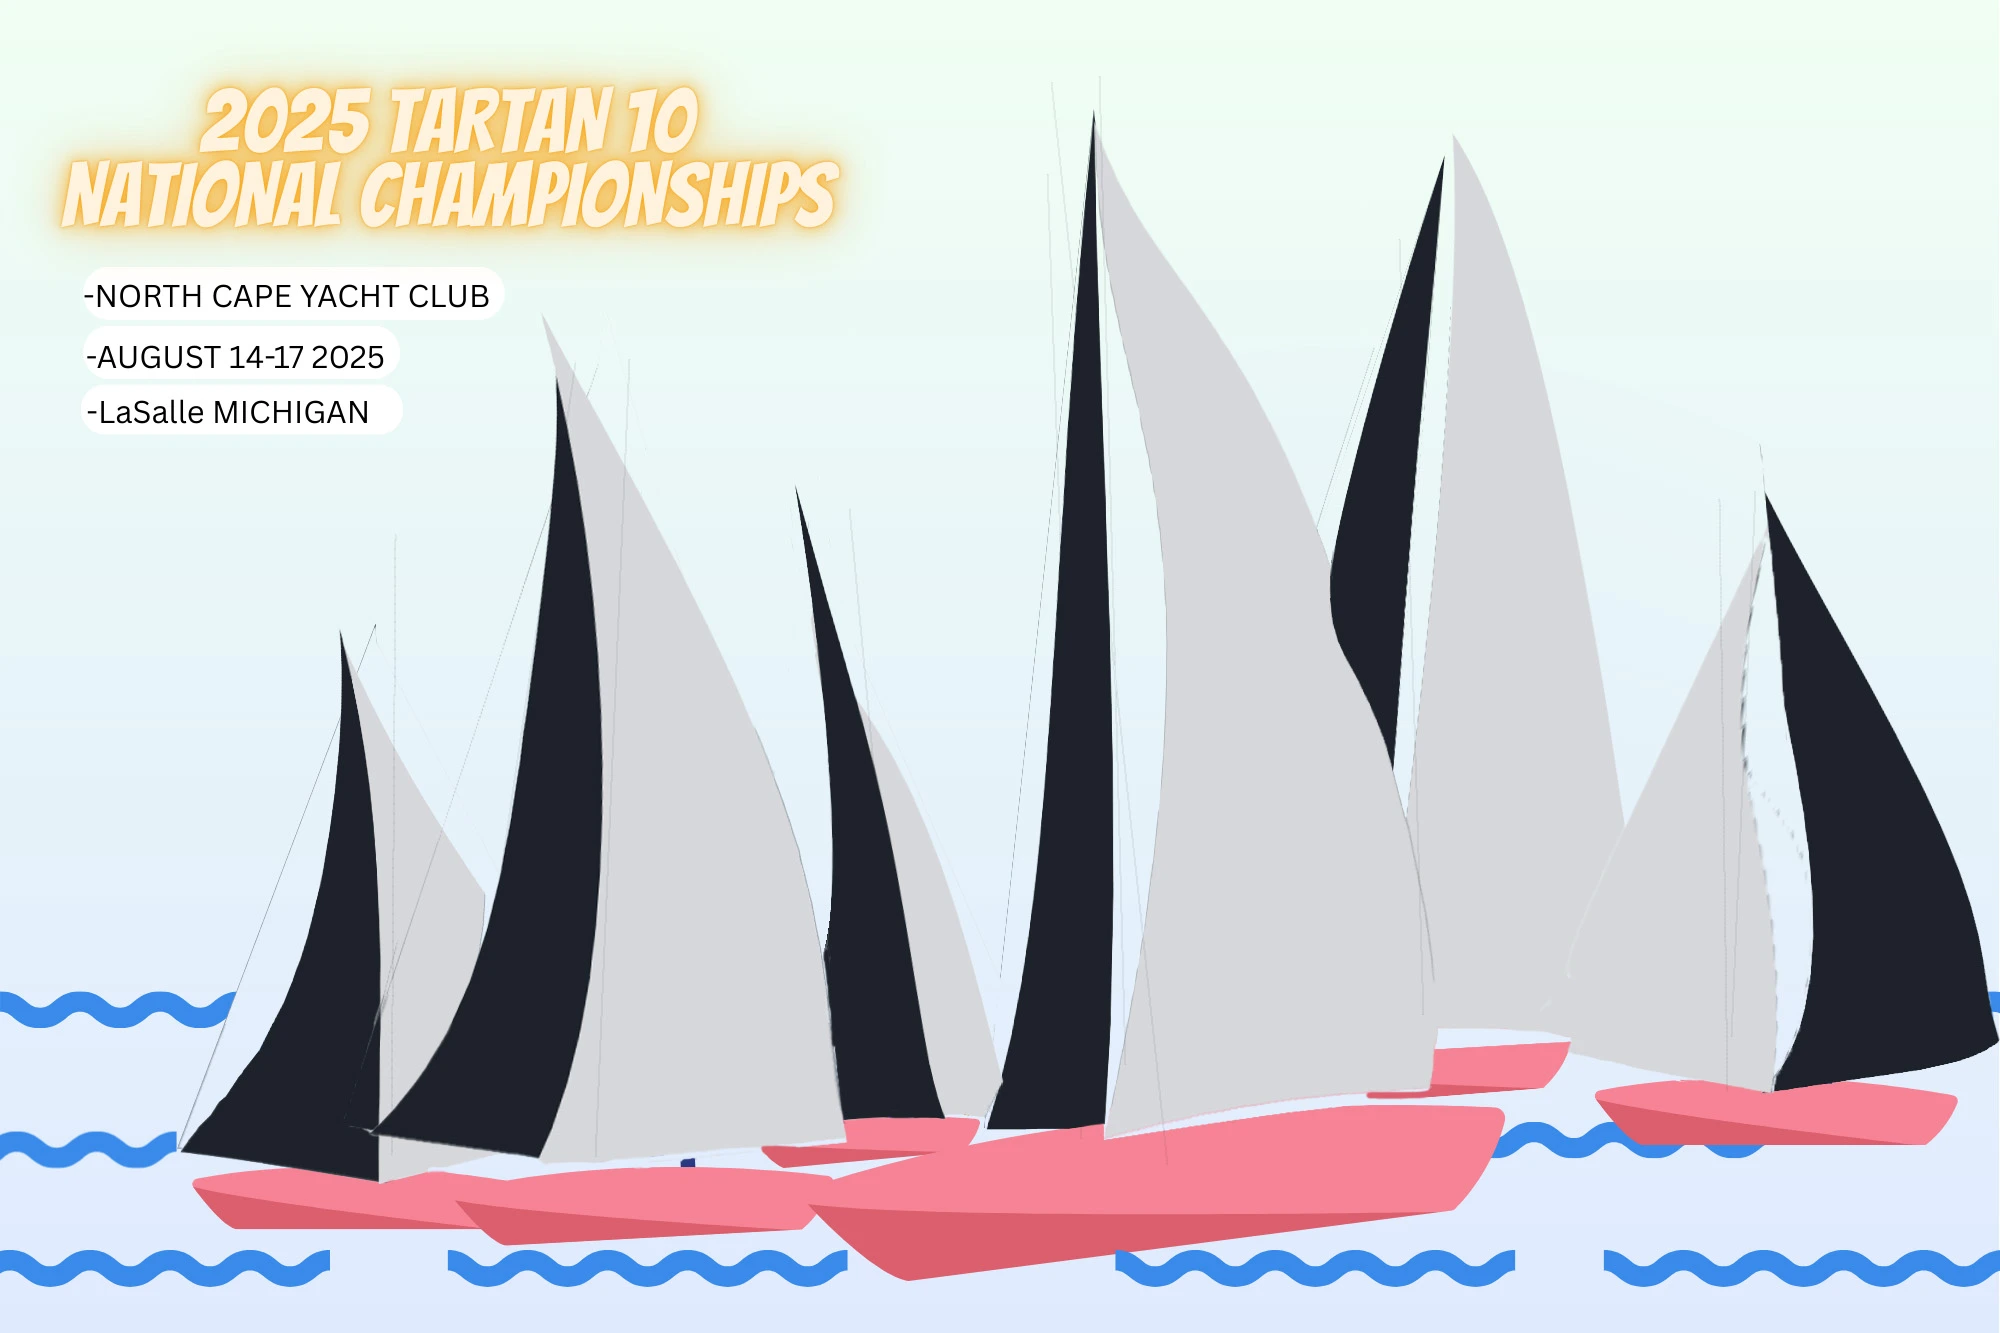 2025 TARTAN 10
NATIONAL CHAMPIONSHIPS
-NORTH CAPE YACHT CLUB
-AUGUST 14-17 2025
-LaSalle MICHIGAN